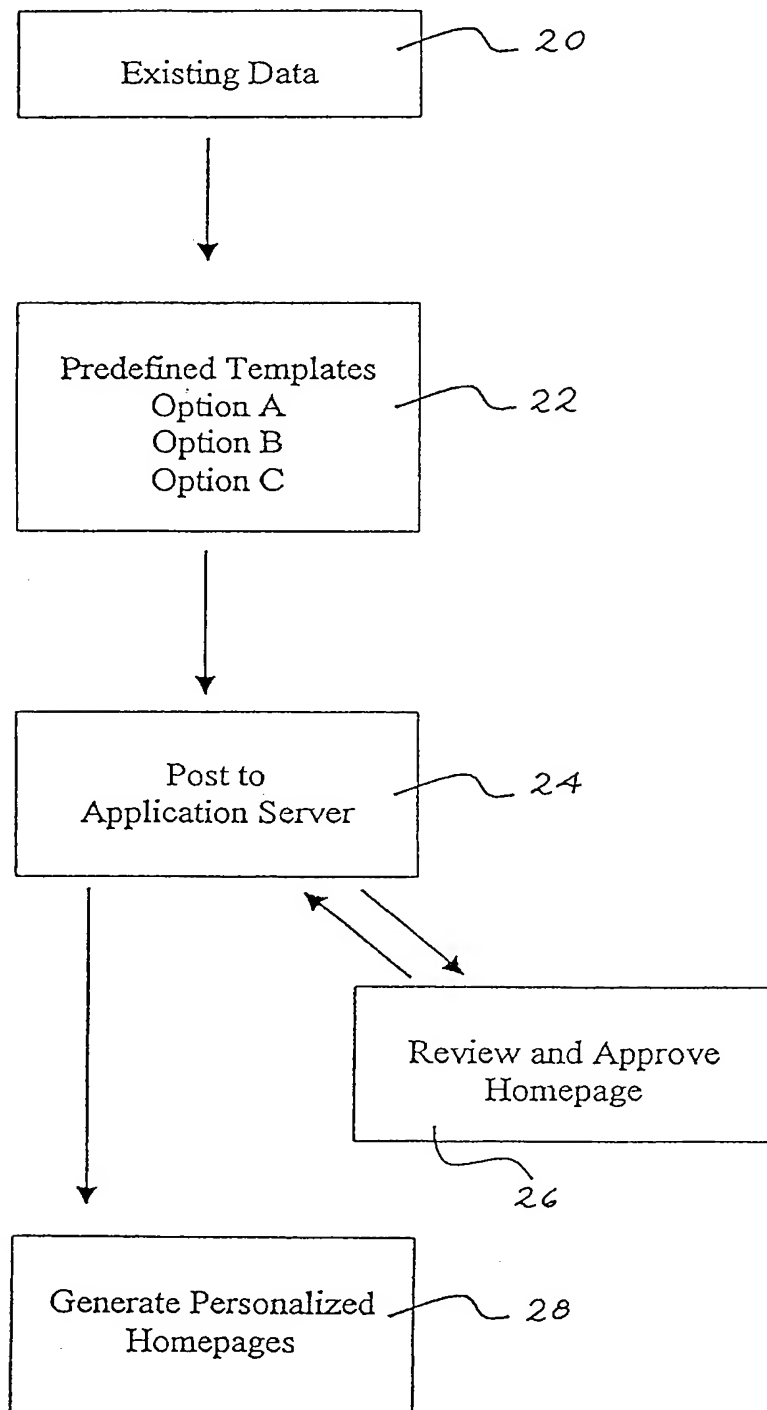 Existing Data
20
Predefined Templates
Option A
Option B
Option C
22
Post to
Application Server
24
Review and Approve
Homepage
26
Generate Personalized
Homepages
28